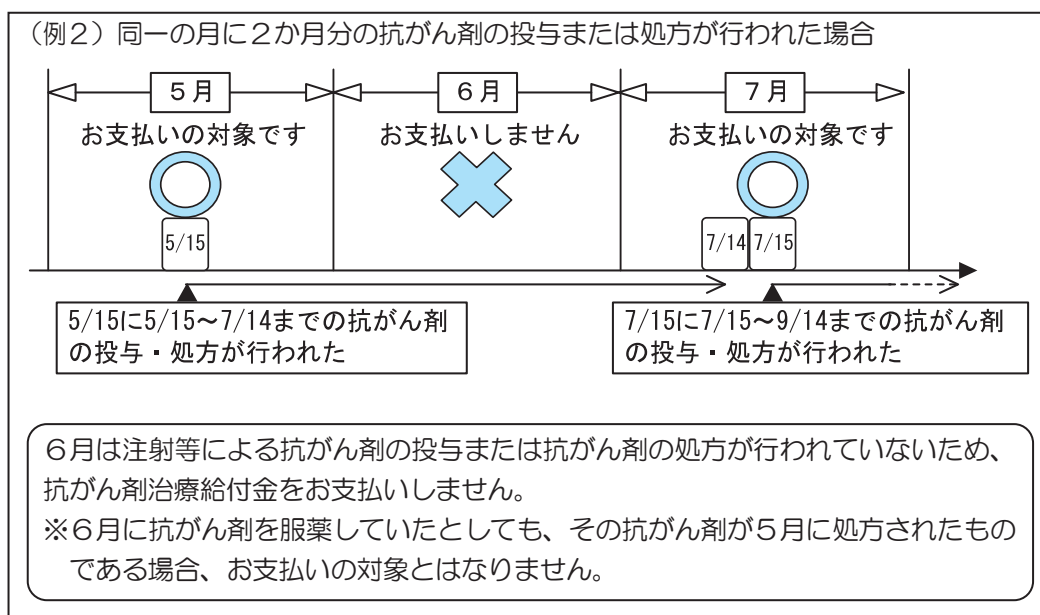 （例２）同一の月に２か月分の抗がん剤の投与または処方が行われた場合
５月
６月
７月
お支払いの対象です
お支払いしません
お支払いの対象です
5/15
7/14
7/15
5/15に5/15～7/14までの抗がん剤
の投与・処方が行われた
7/15に7/15～9/14までの抗がん剤
の投与・処方が行われた
６月は注射等による抗がん剤の投与または抗がん剤の処方が行われていないため、
抗がん剤治療給付金をお支払いしません。
※６月に抗がん剤を服薬していたとしても、その抗がん剤が５月に処方されたもの
である場合、お支払いの対象とはなりません。